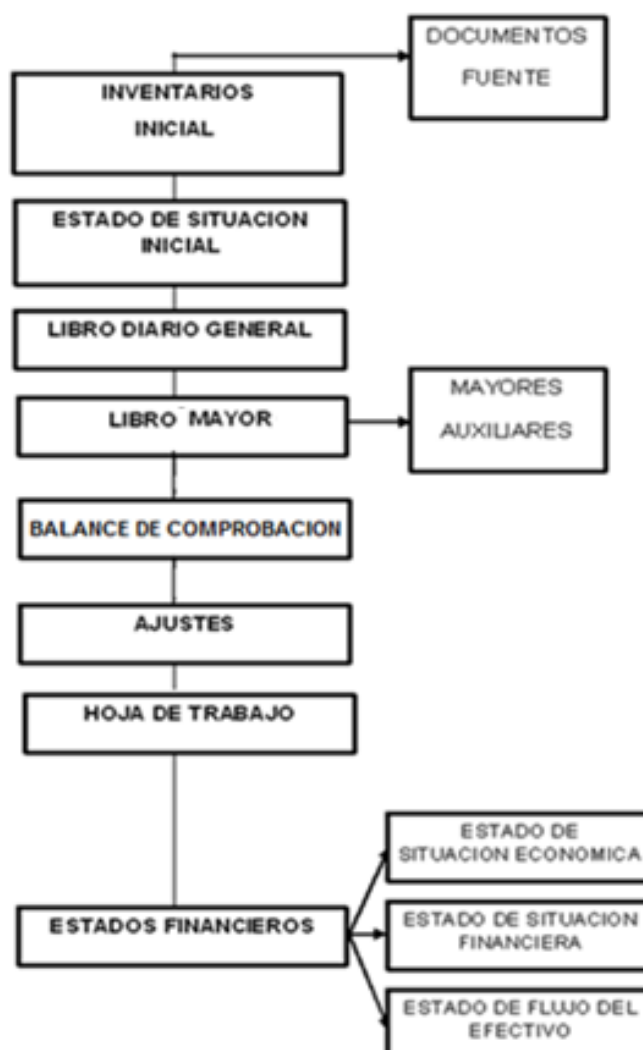 DOCUMENTOS
FUENTE
INVENTARIOS
INICIAL
ESTADO DE SITUACION
INICIAL
LIBRO DIARIO GENERAL
LIBRO MAYOR
MAYORES
AUXILIARES
BALANCE DE COMPROBACION
AJUSTES
HOJA DE TRABAJO
ESTADOS FINANCIEROS
ESTADO DE
SITUACION ECONOMICA
ESTADO DE SITUACION
FINANCIERA
ESTADO DE FLUJO DEL
EFECTIVO